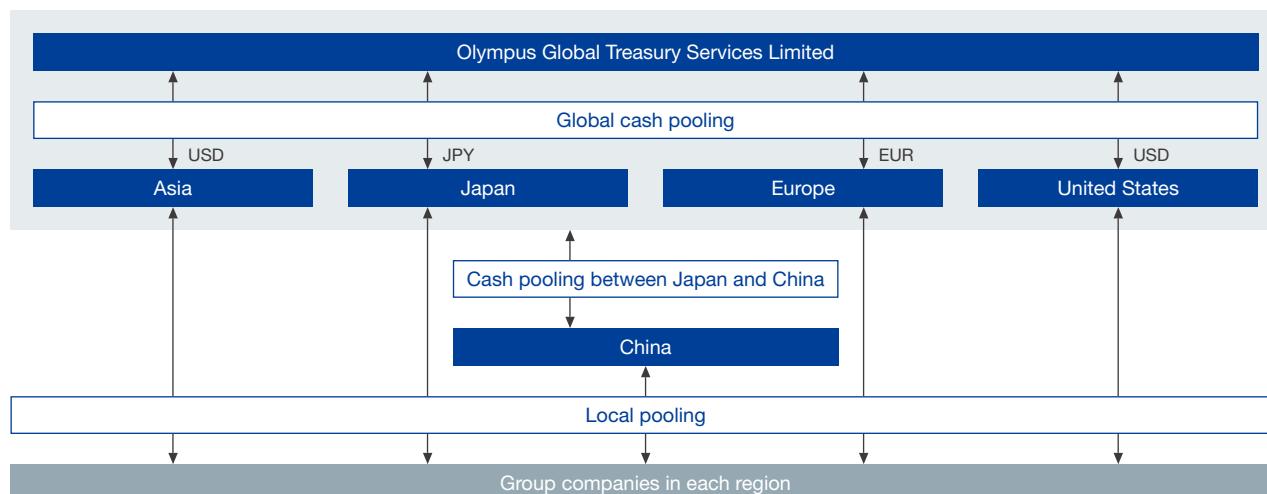 Olympus Global Treasury Services Limited
Global cash pooling
USD
JPY
EUR
USD
Asia
Japan
Europe
United States
Cash pooling between Japan and China
China
Local pooling
Group companies in each region